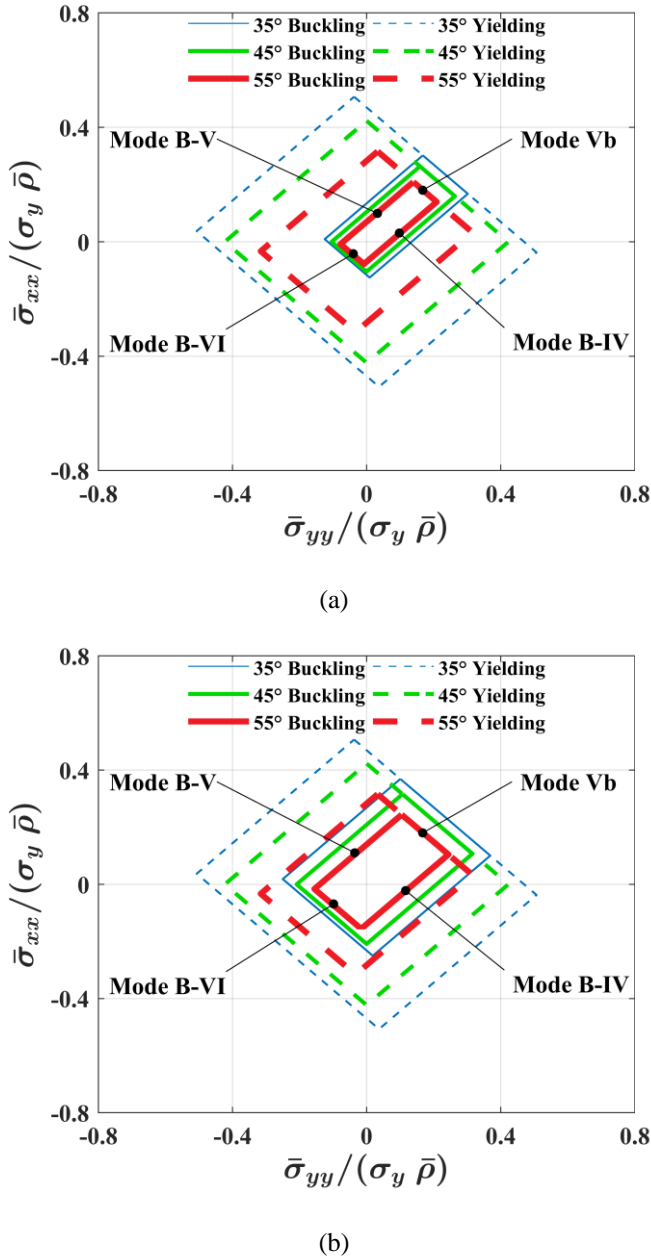 35° Buckling 35° Yielding
45° Buckling 45° Yielding
55° Buckling 55° Yielding
0.8
0.4
0
-0.4
-0.8
Mode B-V
Mode Vb
Mode B-VI
Mode B-IV
σ̄xx/(σy ρ̄)
-0.8 -0.4 0 0.4 0.8
σ̄yy/(σy ρ̄)
(a)
35° Buckling 35° Yielding
45° Buckling 45° Yielding
55° Buckling 55° Yielding
0.8
0.4
0
-0.4
-0.8
Mode B-V
Mode Vb
Mode B-VI
Mode B-IV
σ̄xx/(σy ρ̄)
-0.8 -0.4 0 0.4 0.8
σ̄yy/(σy ρ̄)
(b)